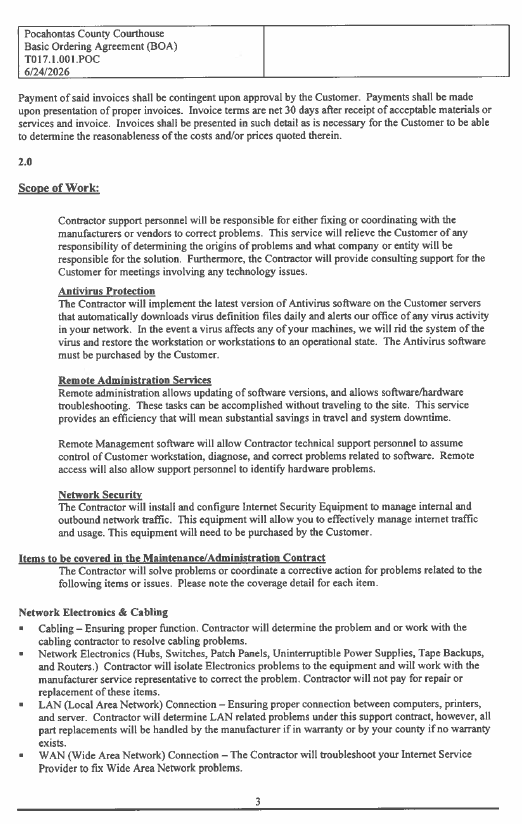 Pocahontas County Courthouse
Basic Ordering Agreement (BOA)
T017.1.001.POC
6/24/2026
Payment of said invoices shall be contingent upon approval by the Customer. Payments shall be made
upon presentation of proper invoices. Invoice terms are net 30 days after receipt of acceptable materials or
services and invoice. Invoices shall be presented in such detail as is necessary for the Customer to be able
to determine the reasonableness of the costs and/or prices quoted therein.
2.0
Scope of Work:
Contractor support personnel will be responsible for either fixing or coordinating with the
manufacturers or vendors to correct problems. This service will relieve the Customer of any
responsibility of determining the origins of problems and what company or entity will be
responsible for the solution. Furthermore, the Contractor will provide consulting support for the
Customer for meetings involving any technology issues.
Antivirus Protection
The Contractor will implement the latest version of Antivirus software on the Customer servers
that automatically downloads virus definition files daily and alerts our office of any virus activity
in your network. In the event a virus affects any of your machines, we will rid the system of the
virus and restore the workstation or workstations to an operational state. The Antivirus software
must be purchased by the Customer.
Remote Administration Services
Remote administration allows updating of software versions, and allows software/hardware
troubleshooting. These tasks can be accomplished without traveling to the site. This service
provides an efficiency that will mean substantial savings in travel and system downtime.
Remote Management software will allow Contractor technical support personnel to assume
control of Customer workstation, diagnose, and correct problems related to software. Remote
access will also allow support personnel to identify hardware problems.
Network Security
The Contractor will install and configure Internet Security Equipment to manage internal and
outbound network traffic. This equipment will allow you to effectively manage internet traffic
and usage. This equipment will need to be purchased by the Customer.
Items to be covered in the Maintenance/Administration Contract
The Contractor will solve problems or coordinate a corrective action for problems related to the
following items or issues. Please note the coverage detail for each item.
Network Electronics & Cabling
▪ Cabling – Ensuring proper function. Contractor will determine the problem and or work with the
cabling contractor to resolve cabling problems.
▪ Network Electronics (Hubs, Switches, Patch Panels, Uninterruptible Power Supplies, Tape Backups,
and Routers.) Contractor will isolate Electronics problems to the equipment and will work with the
manufacturer service representative to correct the problem. Contractor will not pay for repair or
replacement of these items.
▪ LAN (Local Area Network) Connection – Ensuring proper connection between computers, printers,
and server. Contractor will determine LAN related problems under this support contract, however, all
part replacements will be handled by the manufacturer if in warranty or by your county if no warranty
exists.
▪ WAN (Wide Area Network) Connection – The Contractor will troubleshoot your Internet Service
Provider to fix Wide Area Network problems.
3